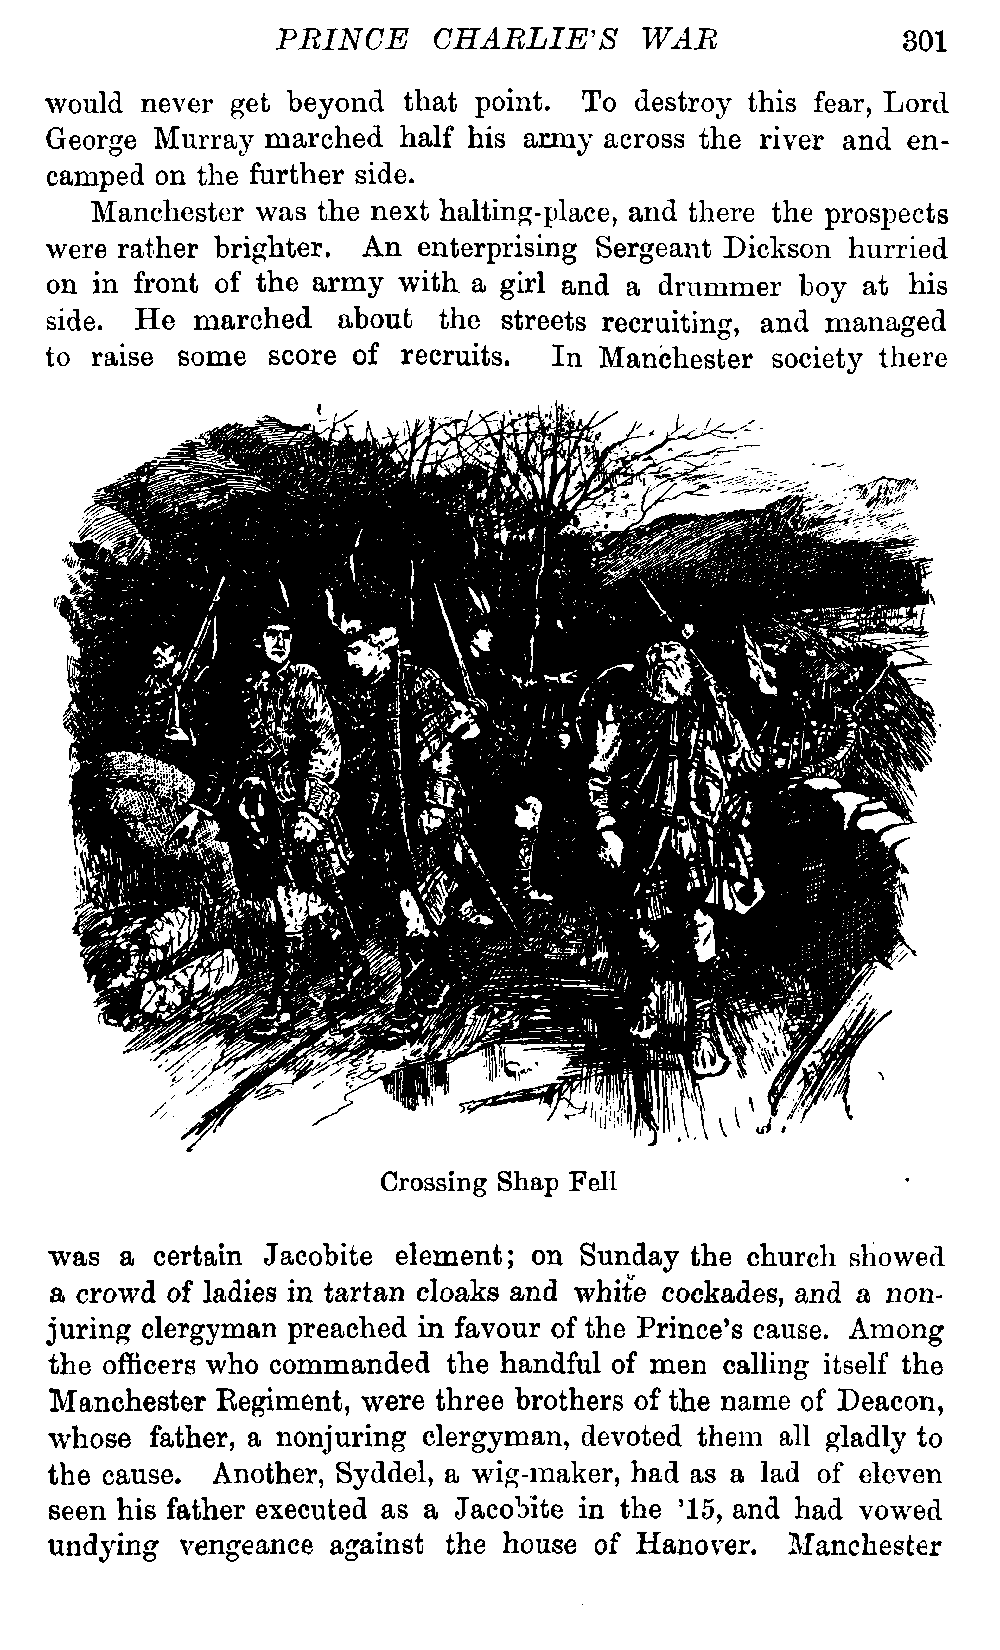 PRINCE CHARLIE'S WAR 301
would never get beyond that point. To destroy this fear, Lord
George Murray marched half his army across the river and en-
camped on the further side.
Manchester was the next halting-place, and there the prospects
were rather brighter. An enterprising Sergeant Dickson hurried
on in front of the army with a girl and a drummer boy at his
side. He marched about the streets recruiting, and managed
to raise some score of recruits. In Manchester society there
Crossing Shap Fell
was a certain Jacobite element; on Sunday the church showed
a crowd of ladies in tartan cloaks and white cockades, and a non-
juring clergyman preached in favour of the Prince's cause. Among
the officers who commanded the handful of men calling itself the
Manchester Regiment, were three brothers of the name of Deacon,
whose father, a nonjuring clergyman, devoted them all gladly to
the cause. Another, Syddel, a wig-maker, had as a lad of eleven
seen his father executed as a Jacobite in the '15, and had vowed
undying vengeance against the house of Hanover. Manchester